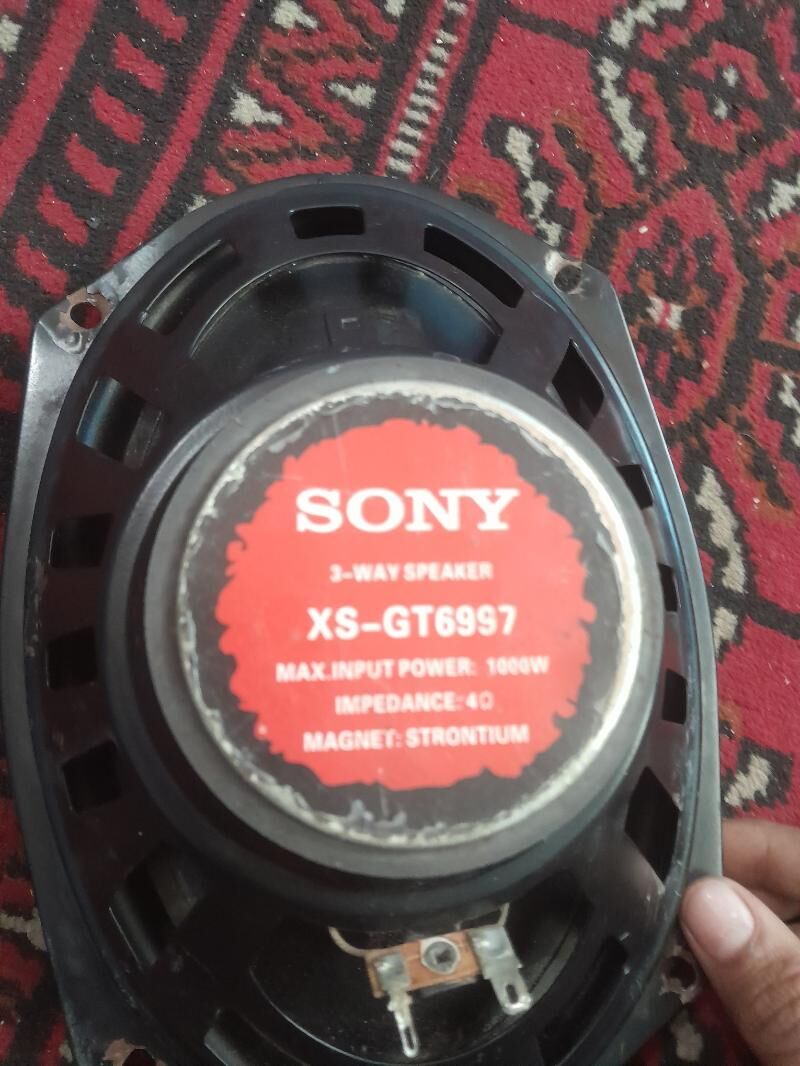 SONY
3-WAY SPEAKER
XS-GT6997
MAX.INPUT POWER: 1000W
IMPEDANCE:4Ω
MAGNET: STRONTIUM